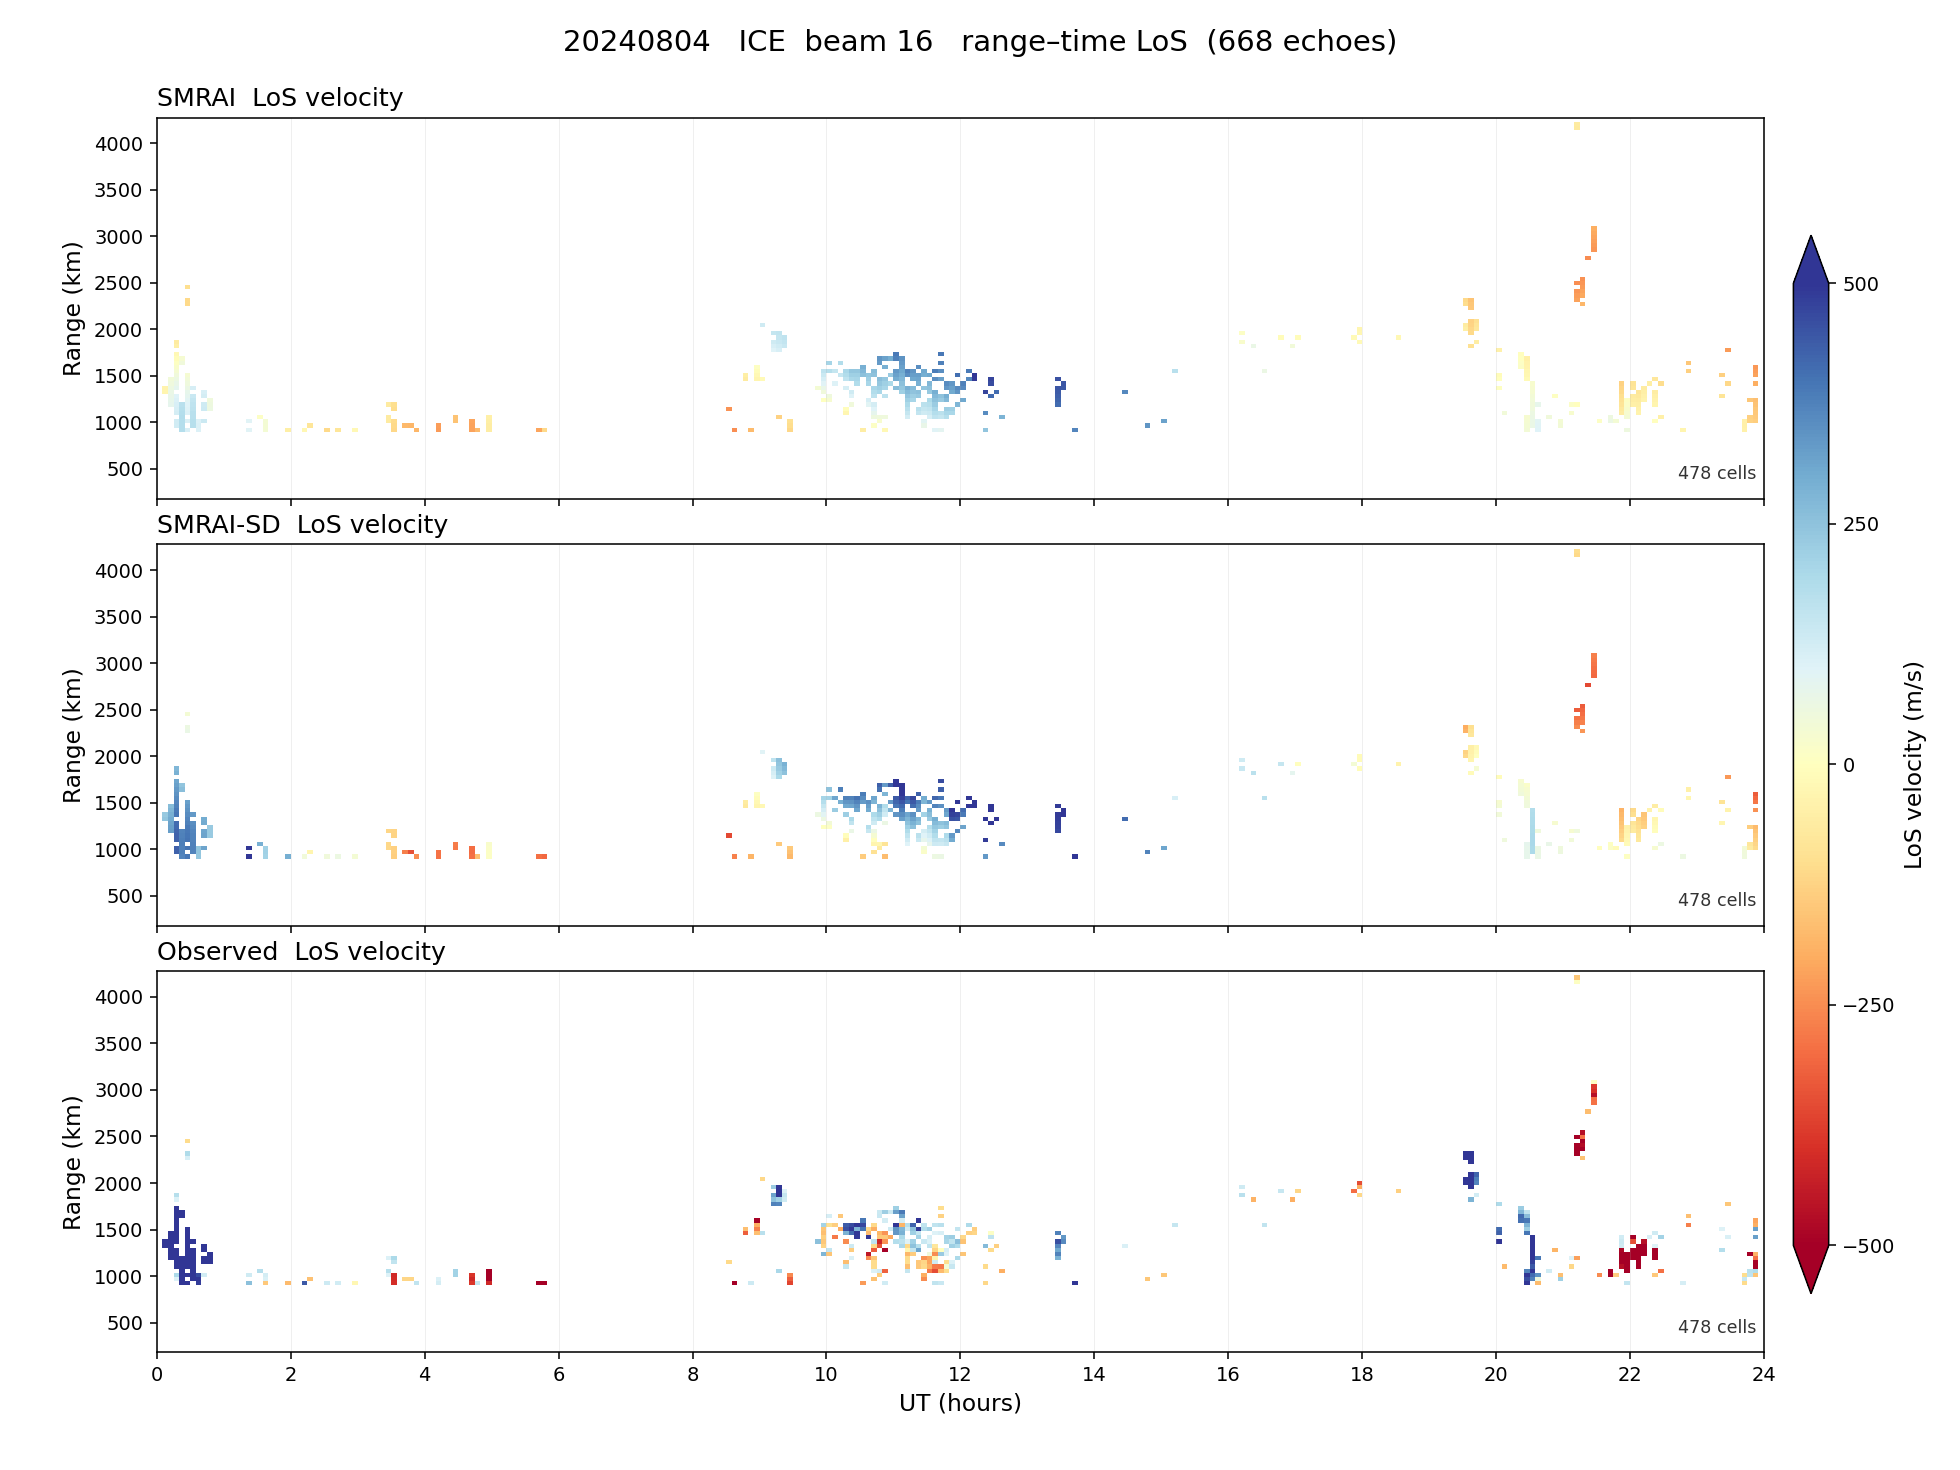 20240804   ICE  beam 16   range–time LoS  (668 echoes)
SMRAI  LoS velocity
4000
3500
3000
2500
2000
1500
1000
500
Range (km)
478 cells
SMRAI-SD  LoS velocity
4000
3500
3000
2500
2000
1500
1000
500
Range (km)
478 cells
Observed  LoS velocity
4000
3500
3000
2500
2000
1500
1000
500
Range (km)
478 cells
0 2 4 6 8 10 12 14 16 18 20 22 24
UT (hours)
500
250
0
−250
−500
LoS velocity (m/s)